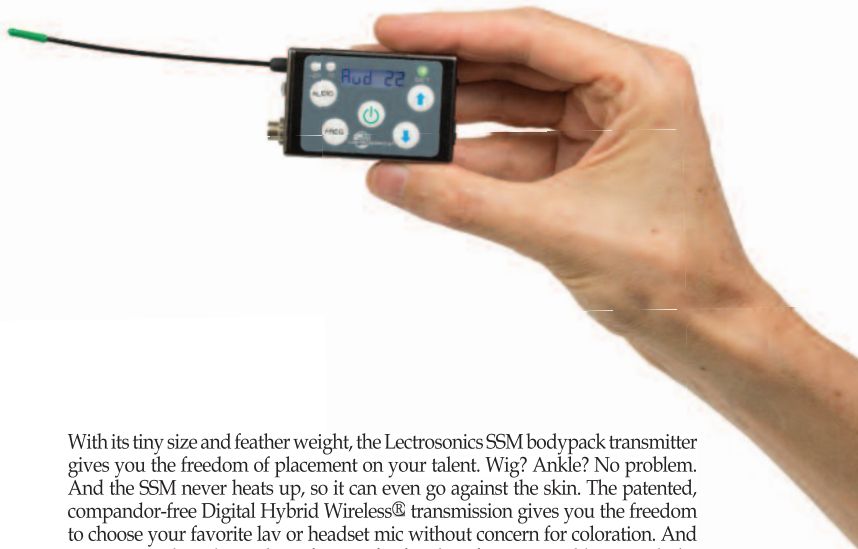 Aud 22
AUDIO
FREQ
With its tiny size and feather weight, the Lectrosonics SSM bodypack transmitter
gives you the freedom of placement on your talent. Wig? Ankle? No problem.
And the SSM never heats up, so it can even go against the skin. The patented,
compandor-free Digital Hybrid Wireless® transmission gives you the freedom
to choose your favorite lav or headset mic without concern for coloration. And